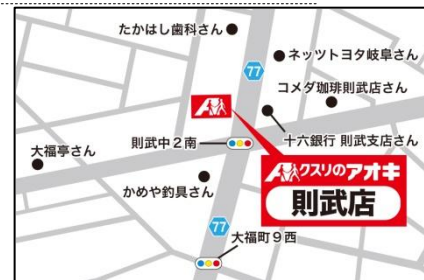 たかはし歯科さん
ネッツトヨタ岐阜さん
77
コメダ珈琲則武店さん
則武中2南
十六銀行 則武支店さん
大福亭さん
かめや釣具さん
クスリのアオキ
則武店
77
大福町9西